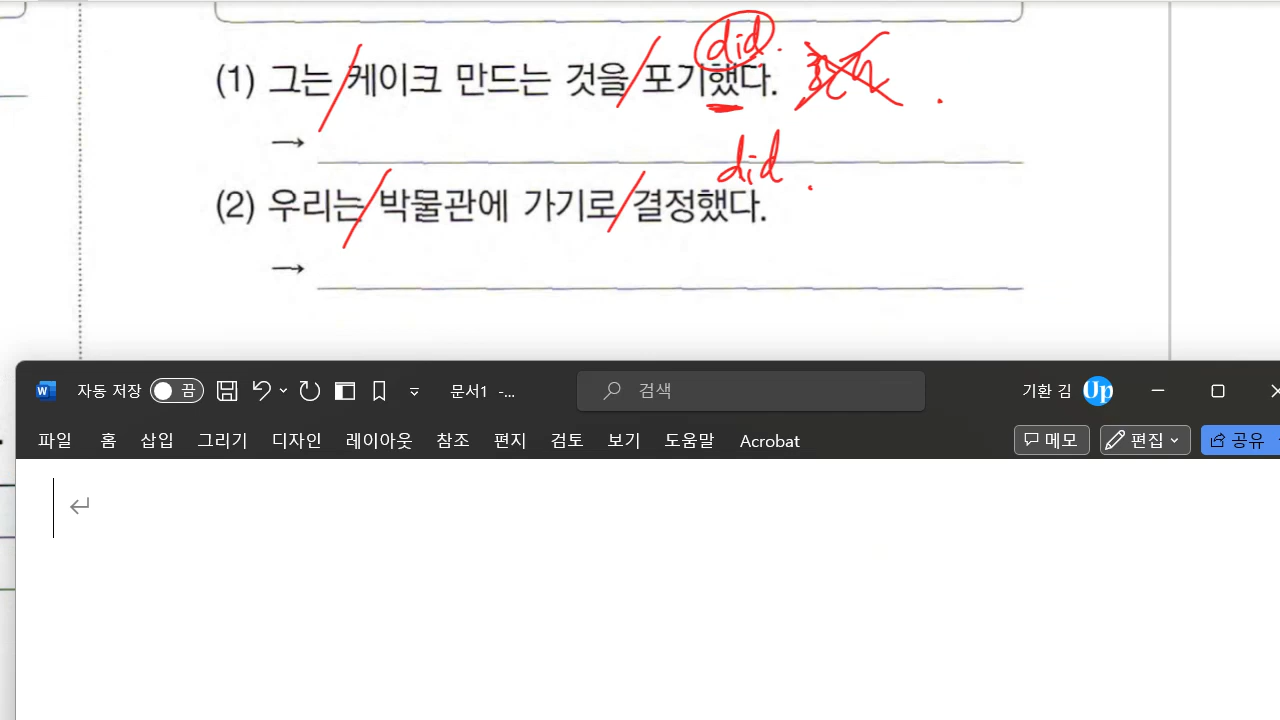 did.
(1) 그는 케이크 만드는 것을 포기했다.
→
did.
(2) 우리는 박물관에 가기로 결정했다.
→
자동 저장 끔 문서1 -... 검색 기환 김 Up
파일 홈 삽입 그리기 디자인 레이아웃 참조 편지 검토 보기 도움말 Acrobat 메모 편집 공유